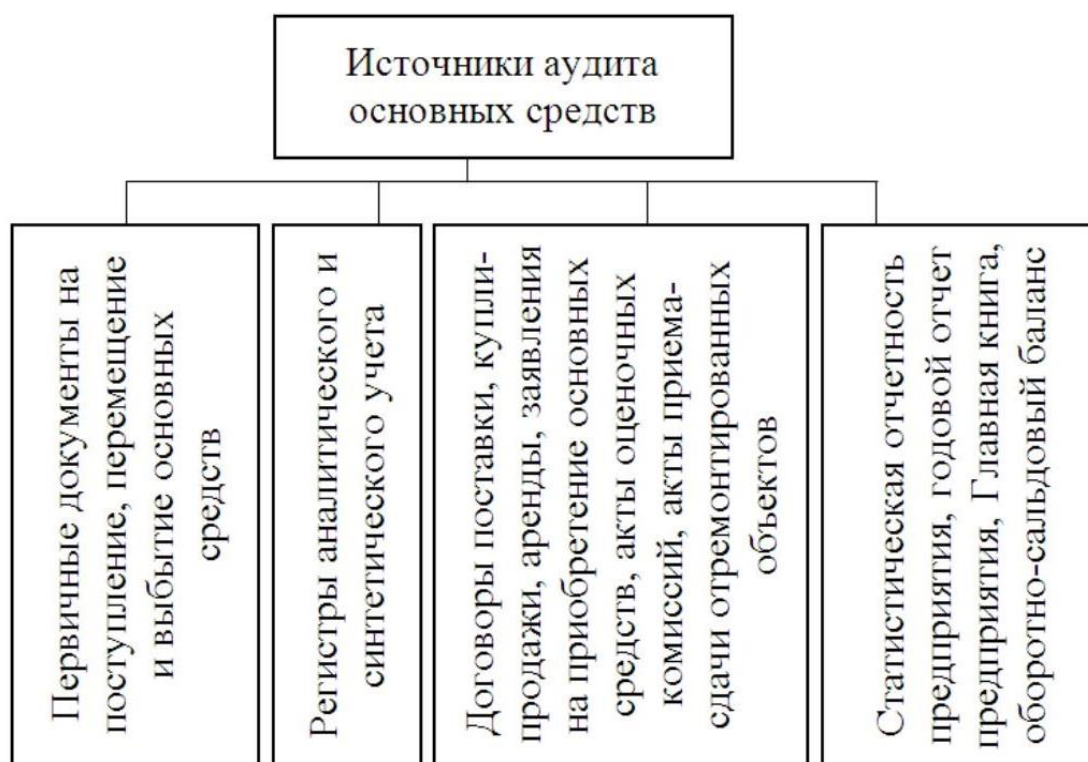 Источники аудита
основных средств
Первичные документы на
поступление, перемещение
и выбытие основных
средств
Регистры аналитического и
синтетического учета
Договоры поставки, купли-
продажи, аренды, заявления
на приобретение основных
средств, акты оценочных
комиссий, акты приема-
сдачи отремонтированных
объектов
Статистическая отчетность
предприятия, годовой отчет
предприятия, Главная книга,
оборотно-сальдовый баланс